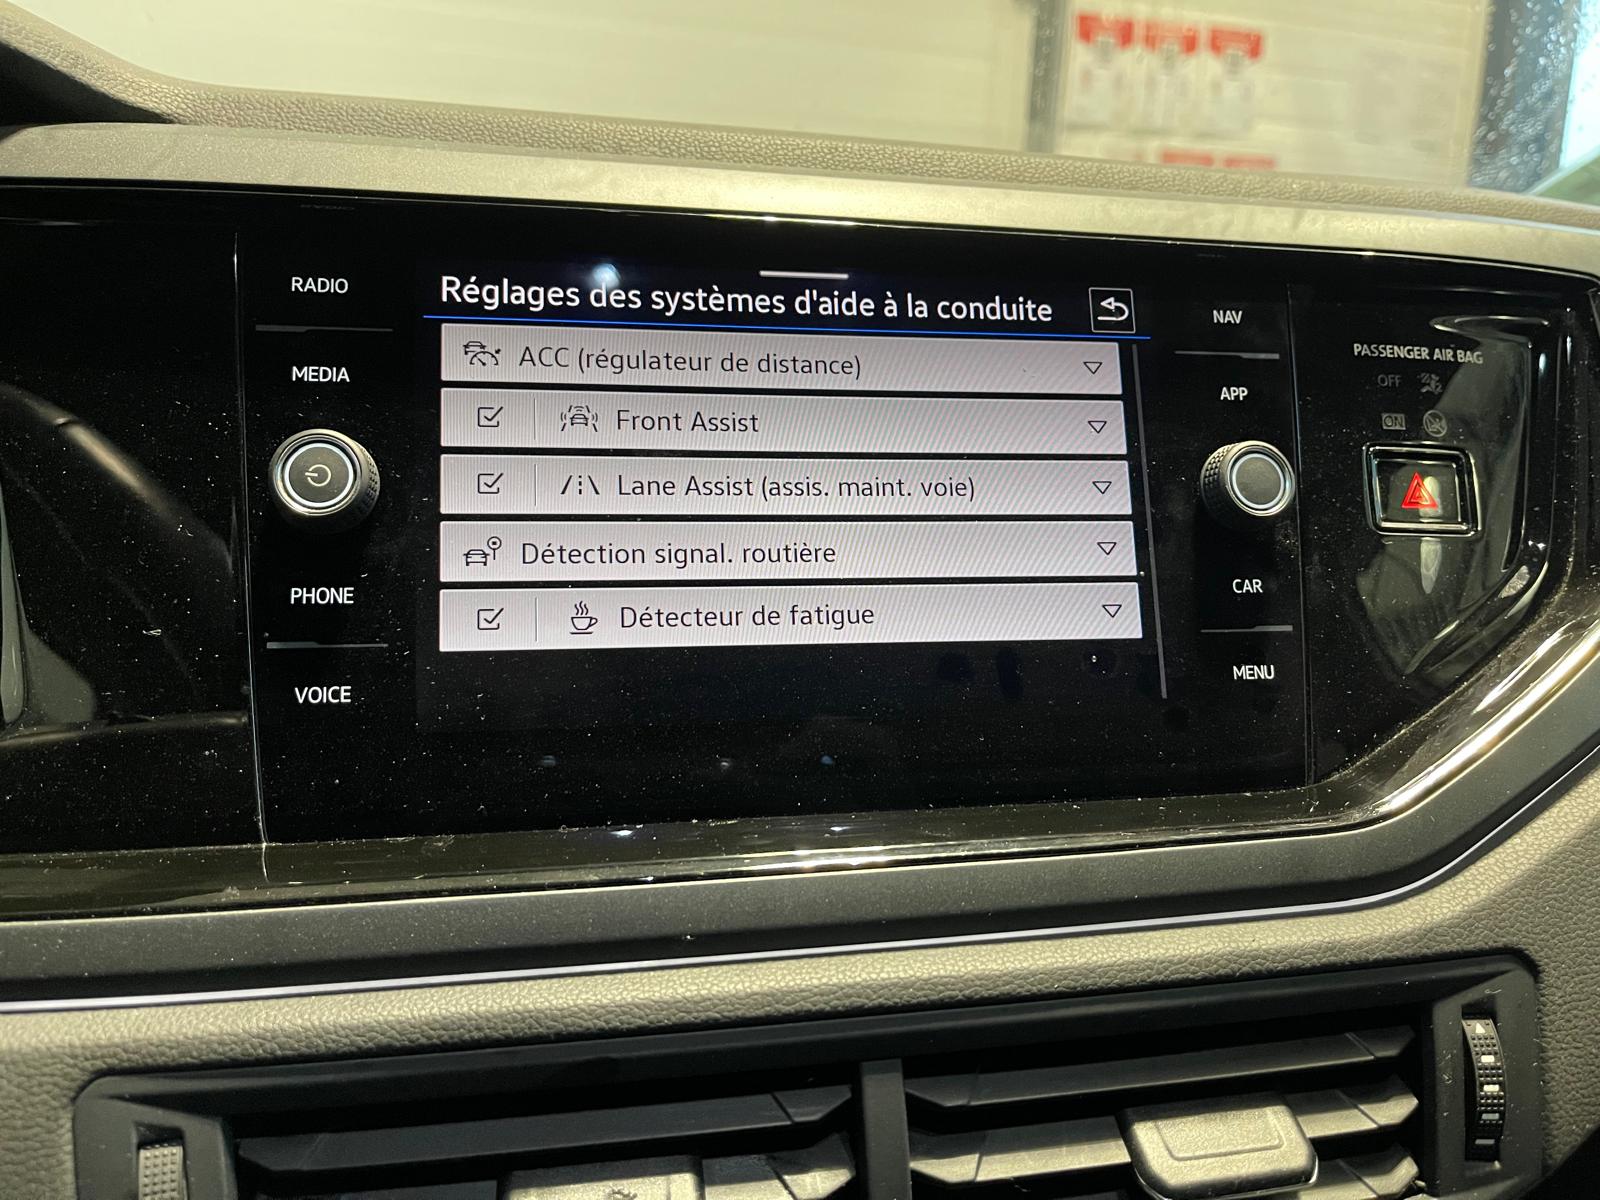 RADIO
MEDIA
PHONE
VOICE
Réglages des systèmes d'aide à la conduite
ACC (régulateur de distance)
Front Assist
Lane Assist (assis. maint. voie)
Détection signal. routière
Détecteur de fatigue
NAV
APP
CAR
MENU
PASSENGER AIR BAG
OFF
ON